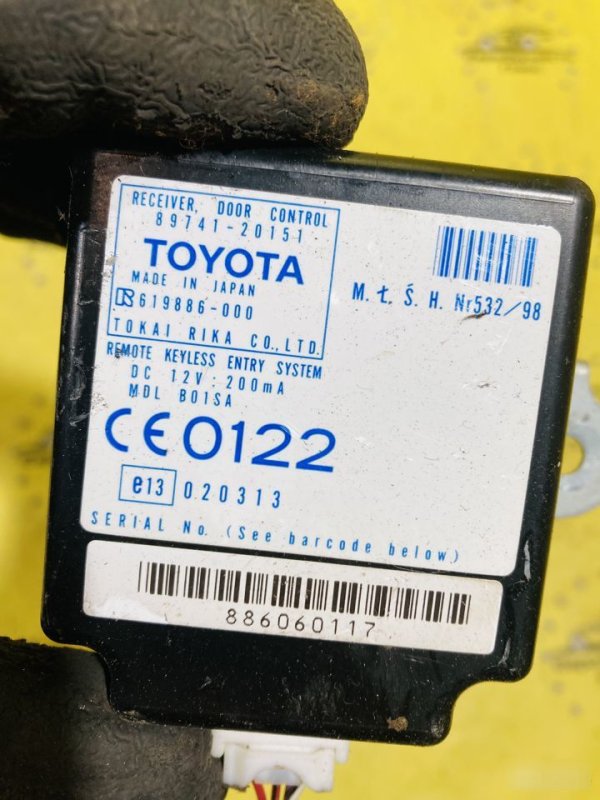 RECEIVER, DOOR CONTROL
89741-20151
TOYOTA
MADE IN JAPAN
R 619886-000
TOKAI RIKA CO., LTD.
M. Ł. Ś. H. Nr532/98
REMOTE KEYLESS ENTRY SYSTEM
DC 12V : 200mA
MDL B01SA
CE0122
e13 020313
SERIAL No. (See barcode below.)
886060117